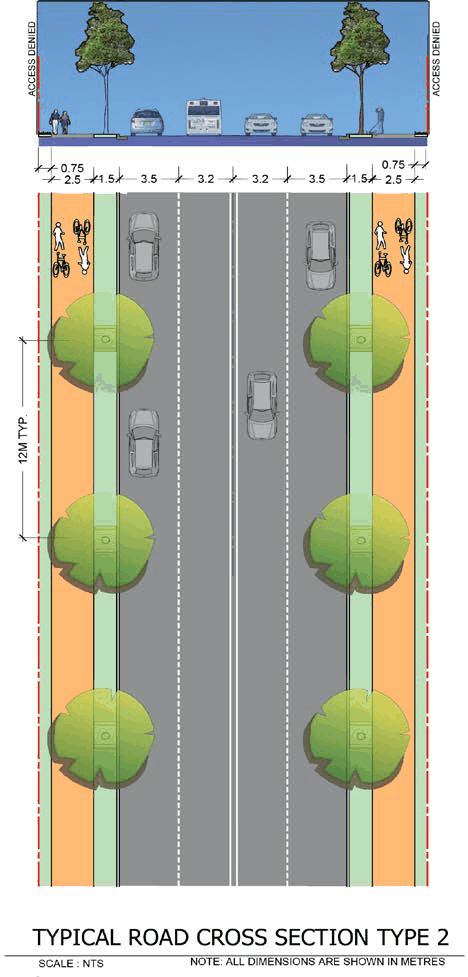 ACCESS DENIED
ACCESS DENIED
0.75 0.75
2.5 1.5 3.5 3.2 3.2 3.5 1.5 2.5
12M TYP.
TYPICAL ROAD CROSS SECTION TYPE 2
SCALE : NTS NOTE: ALL DIMENSIONS ARE SHOWN IN METRES